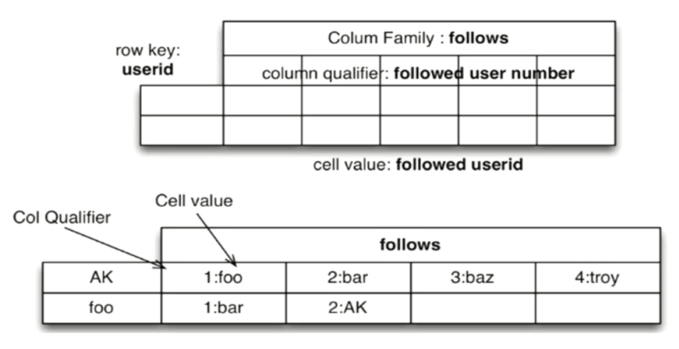 Colum Family : follows
row key:
userid
column qualifier: followed user number
cell value: followed userid
Cell value
Col Qualifier
follows
AK 1:foo 2:bar 3:baz 4:troy
foo 1:bar 2:AK